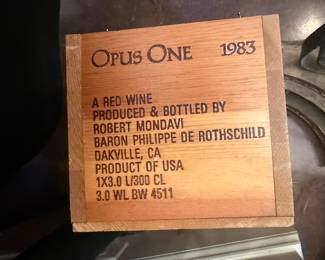 OPUS ONE 1983
A RED WINE
PRODUCED & BOTTLED BY
ROBERT MONDAVI
BARON PHILIPPE DE ROTHSCHILD
OAKVILLE, CA
PRODUCT OF USA
1X3.0 L/300 CL
3.0 WL BW 4511